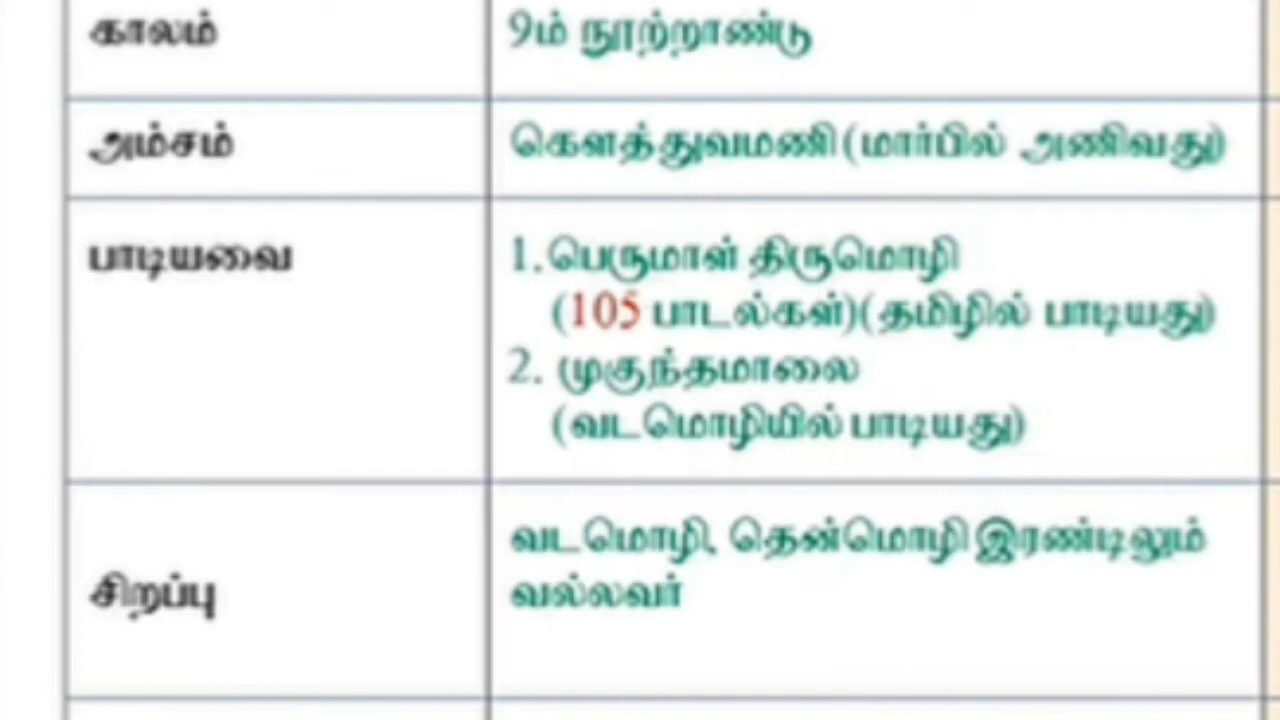 காலம் 9ம் நூற்றாண்டு
அம்சம் கௌத்துவமணி (மார்பில் அணிவது)
பாடியவை 1.பெருமாள் திருமொழி
(105 பாடல்கள்)(தமிழில் பாடியது)
2. முகுந்தமாலை
(வடமொழியில் பாடியது)
சிறப்பு வடமொழி, தென்மொழி இரண்டிலும்
வல்லவர்